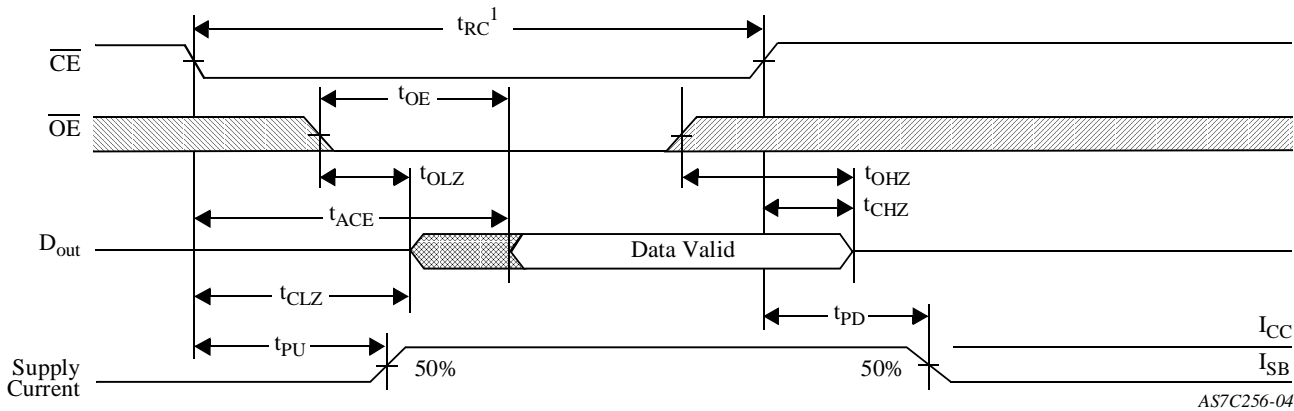 tRC1
CE
tOE
OE
tOLZ
tOHZ
tACE
tCHZ
Dout
Data Valid
tCLZ
tPD
tPU
ICC
Supply
Current
50%
50%
ISB
AS7C256-04